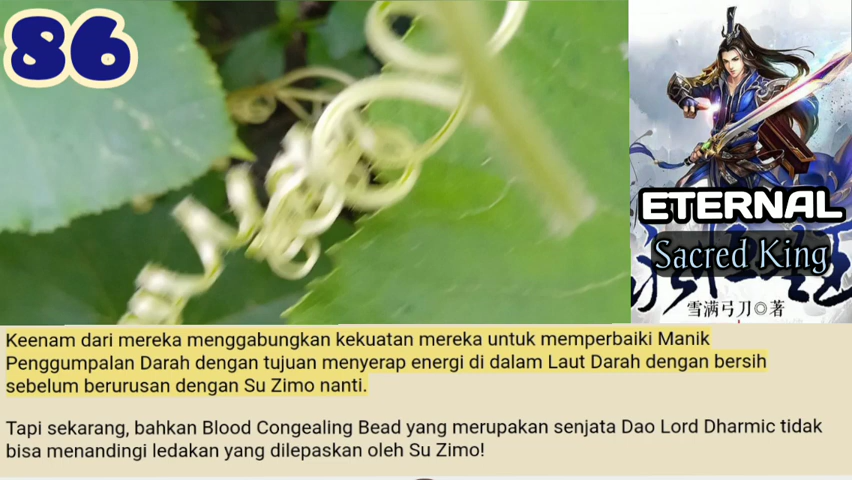 86
ETERNAL
Sacred King
雪满弓刀◎著
Keenam dari mereka menggabungkan kekuatan mereka untuk memperbaiki Manik
Penggumpalan Darah dengan tujuan menyerap energi di dalam Laut Darah dengan bersih
sebelum berurusan dengan Su Zimo nanti.
Tapi sekarang, bahkan Blood Congealing Bead yang merupakan senjata Dao Lord Dharmic tidak
bisa menandingi ledakan yang dilepaskan oleh Su Zimo!